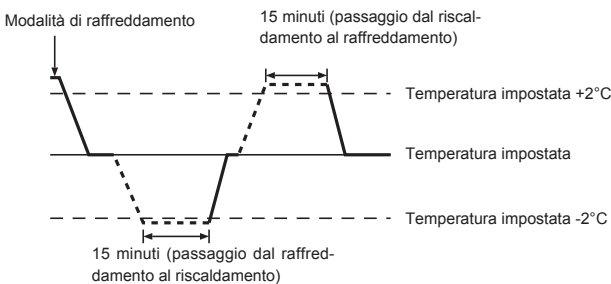 Modalità di raffreddamento
15 minuti (passaggio dal riscal-
damento al raffreddamento)
Temperatura impostata +2°C
Temperatura impostata
Temperatura impostata -2°C
15 minuti (passaggio dal raffred-
damento al riscaldamento)